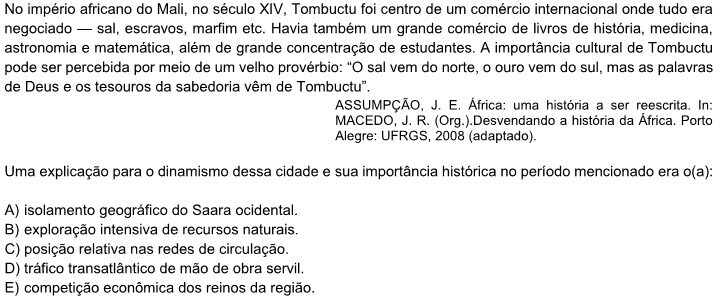 No império africano do Mali, no século XIV, Tombuctu foi centro de um comércio internacional onde tudo era
negociado — sal, escravos, marfim etc. Havia também um grande comércio de livros de história, medicina,
astronomia e matemática, além de grande concentração de estudantes. A importância cultural de Tombuctu
pode ser percebida por meio de um velho provérbio: “O sal vem do norte, o ouro vem do sul, mas as palavras
de Deus e os tesouros da sabedoria vêm de Tombuctu”.
ASSUMPÇÃO, J. E. África: uma história a ser reescrita. In:
MACEDO, J. R. (Org.).Desvendando a história da África. Porto
Alegre: UFRGS, 2008 (adaptado).
Uma explicação para o dinamismo dessa cidade e sua importância histórica no período mencionado era o(a):
A) isolamento geográfico do Saara ocidental.
B) exploração intensiva de recursos naturais.
C) posição relativa nas redes de circulação.
D) tráfico transatlântico de mão de obra servil.
E) competição econômica dos reinos da região.